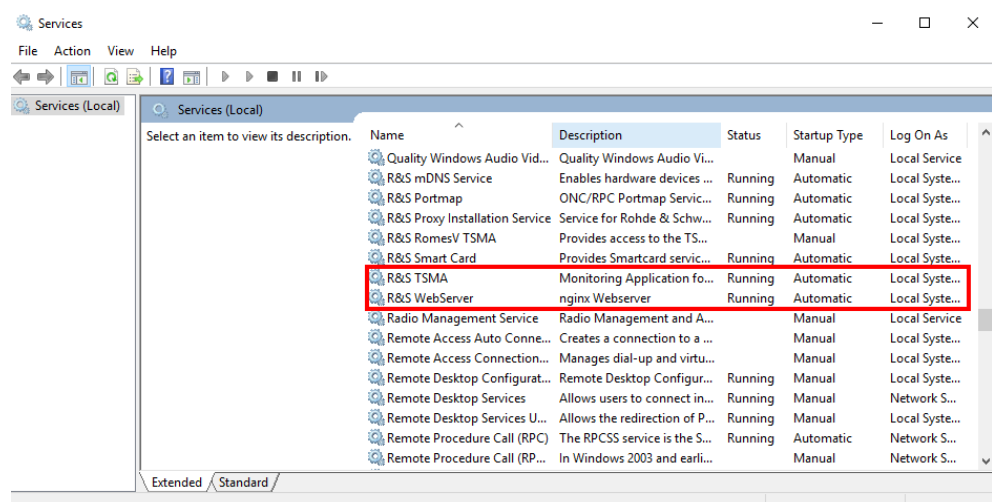 Services
File Action View Help
Services (Local)
Services (Local)
Select an item to view its description.
Name Description Status Startup Type Log On As
Quality Windows Audio Vid... Quality Windows Audio Vi... Manual Local Service
R&S mDNS Service Enables hardware devices ... Running Automatic Local Syste...
R&S Portmap ONC/RPC Portmap Servic... Running Automatic Local Syste...
R&S Proxy Installation Service Service for Rohde & Schw... Running Automatic Local Syste...
R&S RomesV TSMA Provides access to the TS... Manual Local Syste...
R&S Smart Card Provides Smartcard servic... Running Automatic Local Syste...
R&S TSMA Monitoring Application fo... Running Automatic Local Syste...
R&S WebServer nginx Webserver Running Automatic Local Syste...
Radio Management Service Radio Management and A... Manual Local Service
Remote Access Auto Conne... Creates a connection to a ... Manual Local Syste...
Remote Access Connection... Manages dial-up and virtu... Manual Local Syste...
Remote Desktop Configurat... Remote Desktop Configur... Running Manual Local Syste...
Remote Desktop Services Allows users to connect in... Running Manual Network S...
Remote Desktop Services U... Allows the redirection of P... Running Manual Local Syste...
Remote Procedure Call (RPC) The RPCSS service is the S... Running Automatic Network S...
Remote Procedure Call (RP... In Windows 2003 and earli... Manual Network S...
Extended Standard